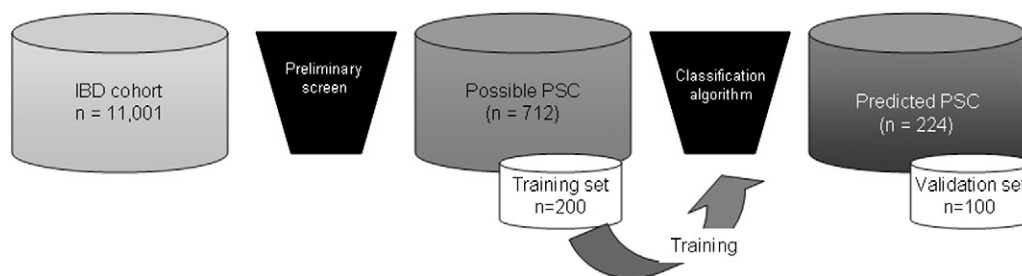 IBD cohort
n = 11,001
Preliminary
screen
Possible PSC
(n = 712)
Training set
n=200
Classification
algorithm
Training
Predicted PSC
(n = 224)
Validation set
n=100